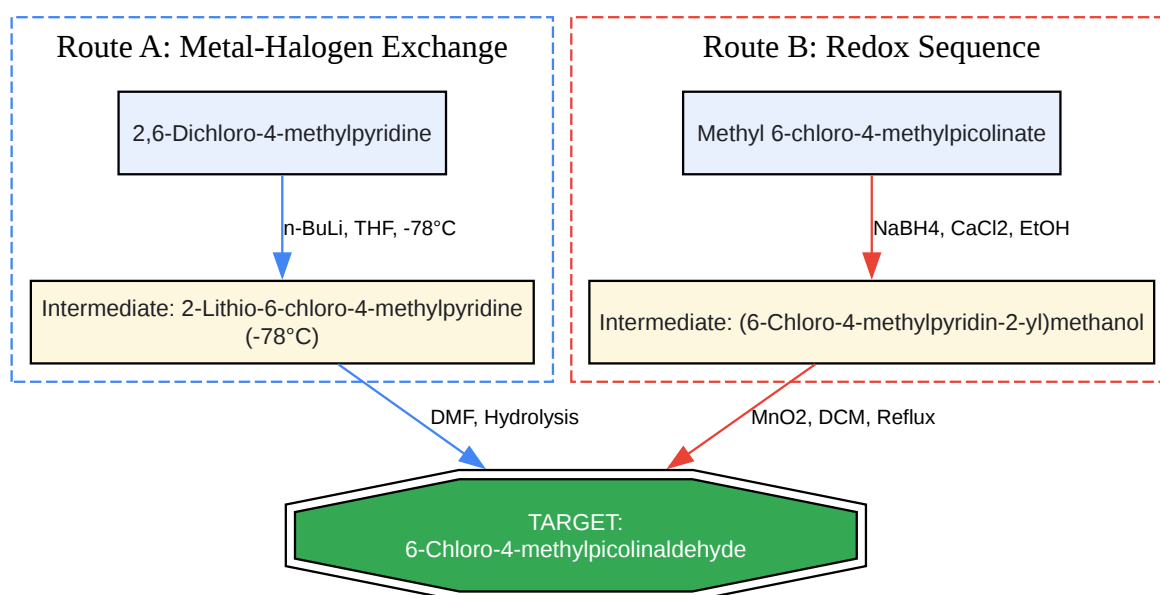 Route A: Metal-Halogen Exchange
2,6-Dichloro-4-methylpyridine
n-BuLi, THF, -78°C
Intermediate: 2-Lithio-6-chloro-4-methylpyridine
(-78°C)
Route B: Redox Sequence
Methyl 6-chloro-4-methylpicolinate
NaBH4, CaCl2, EtOH
Intermediate: (6-Chloro-4-methylpyridin-2-yl)methanol
DMF, Hydrolysis
MnO2, DCM, Reflux
TARGET:
6-Chloro-4-methylpicolinaldehyde